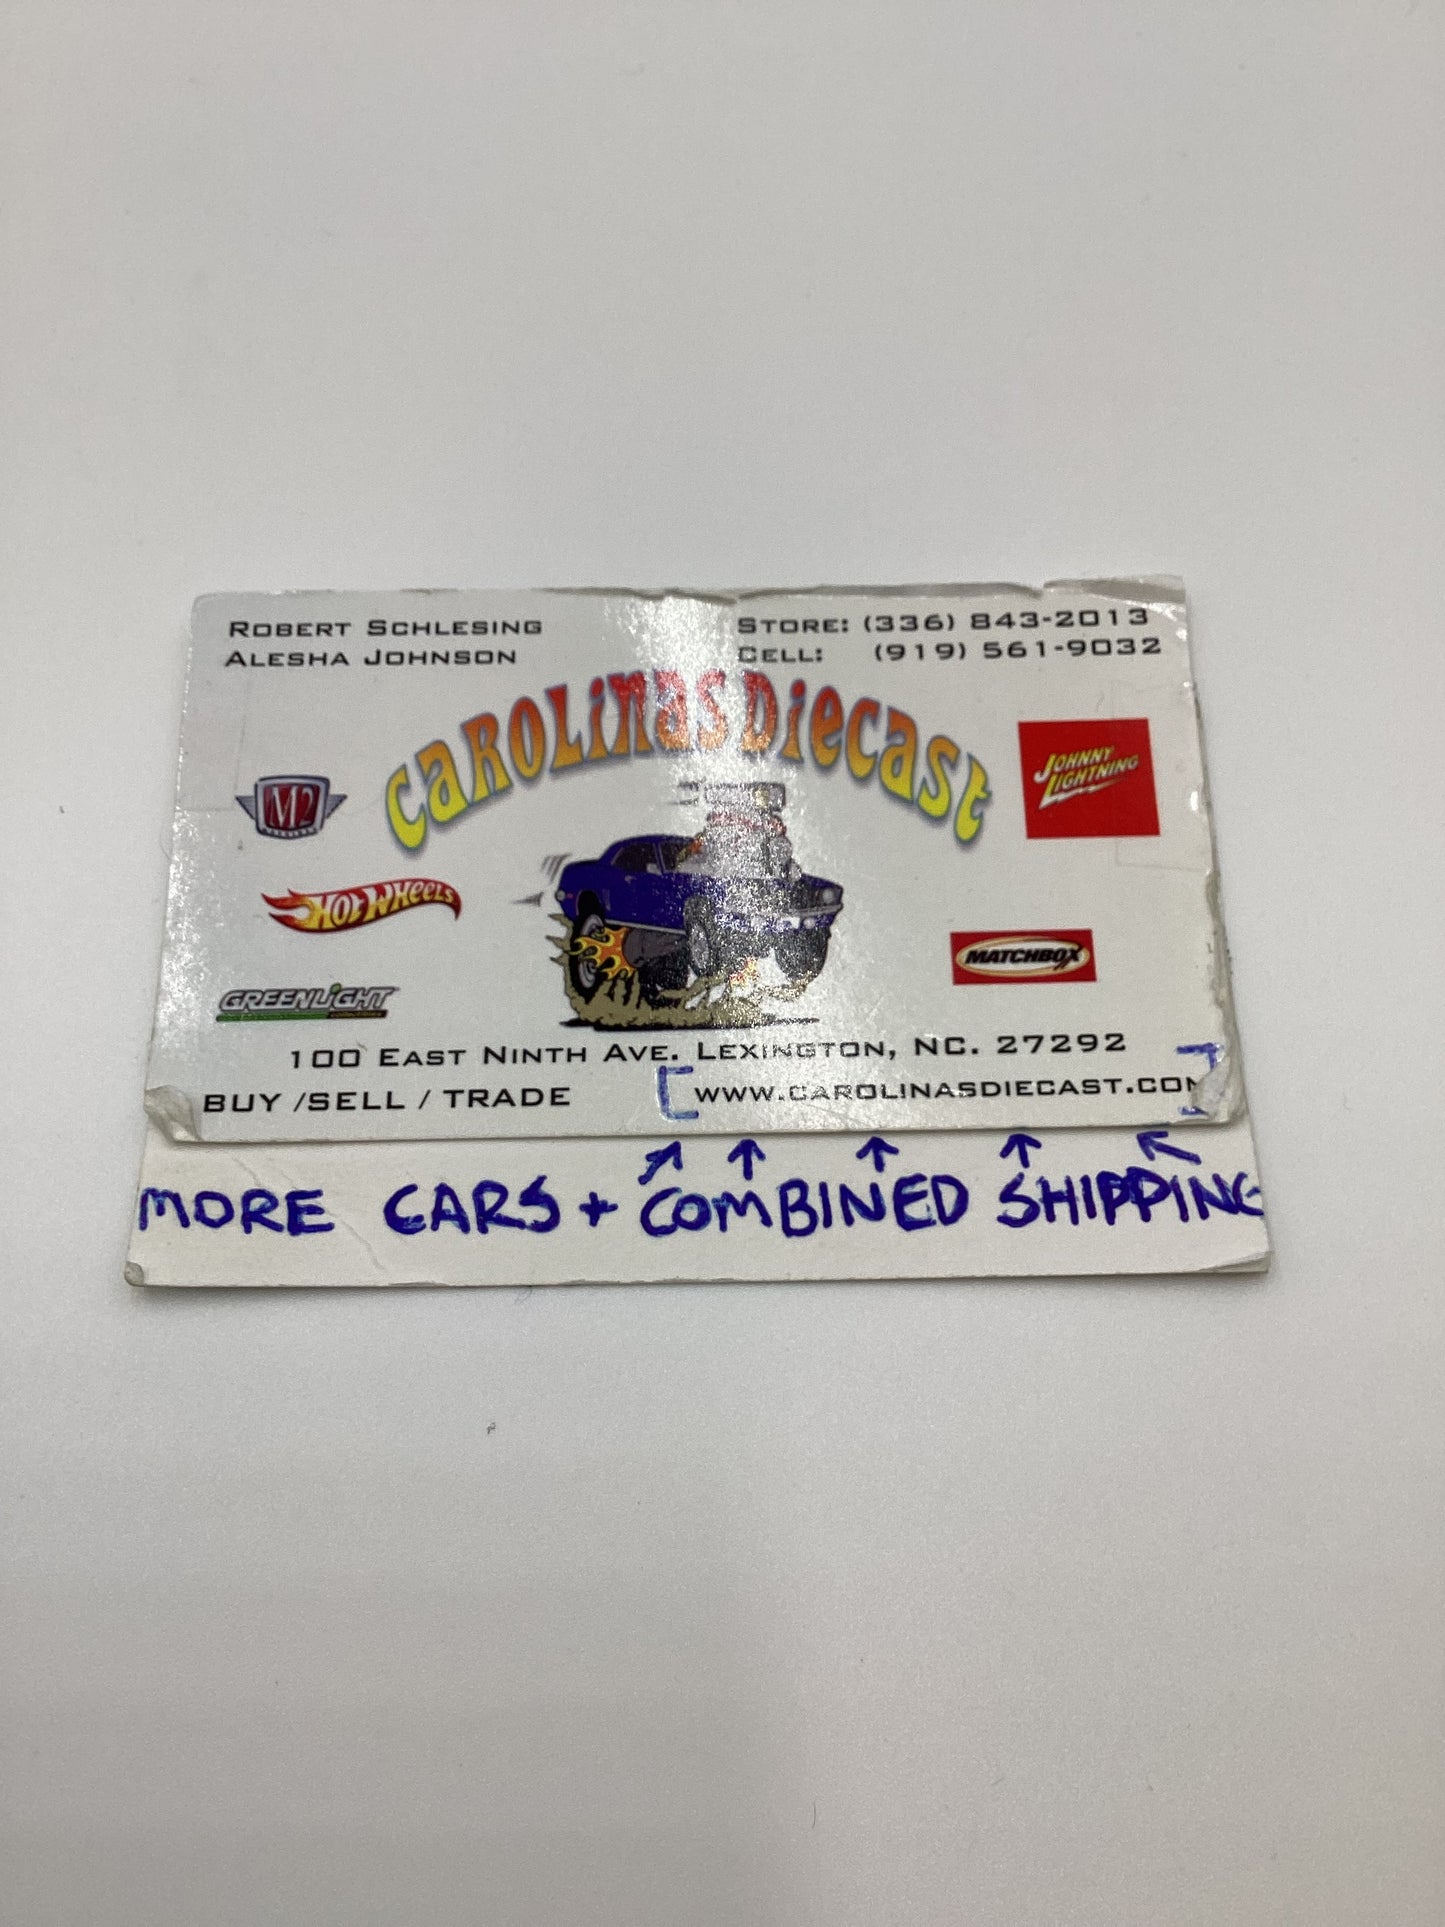 ROBERT SCHLESING
ALESHA JOHNSON
STORE: (336) 843-2013
CELL: (919) 561-9032
CAROLINAS DIECAST
M2
JOHNNY
LIGHTNING
HOT WHEELS
MATCHBOX
GREENLIGHT
100 EAST NINTH AVE. LEXINGTON, NC. 27292
BUY /SELL / TRADE [WWW.CAROLINASDIECAST.COM]
MORE CARS + COMBINED SHIPPING